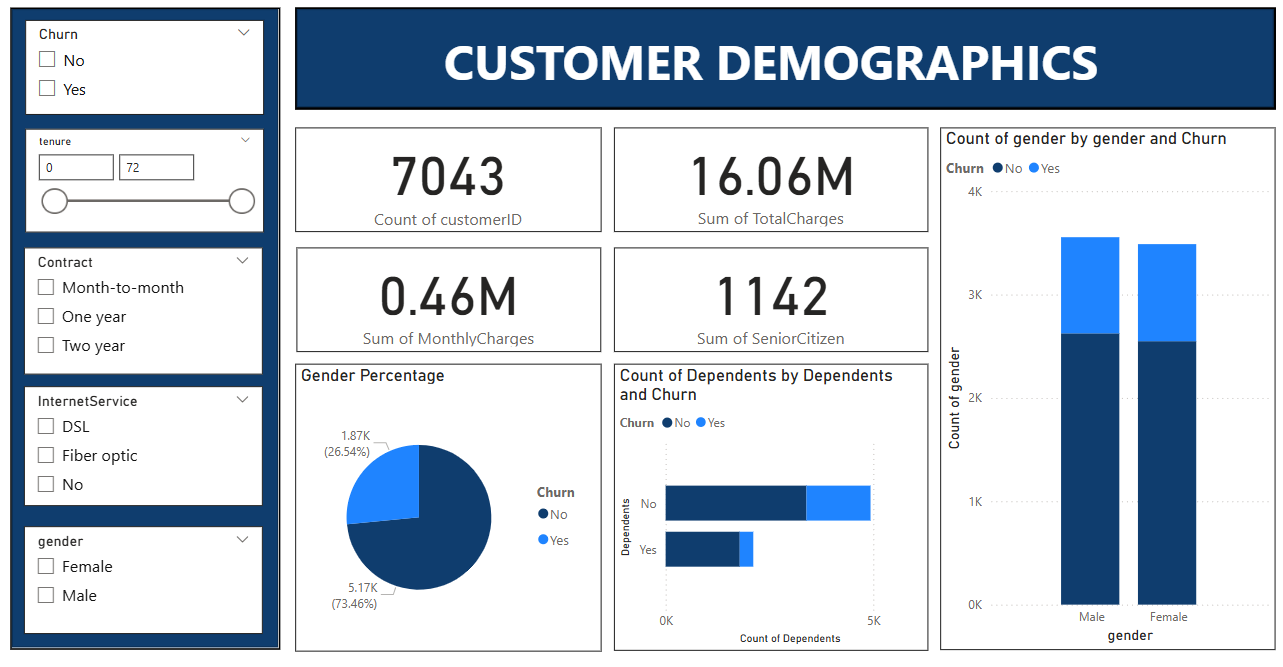 Churn
No
Yes
tenure
0
72
Contract
Month-to-month
One year
Two year
InternetService
DSL
Fiber optic
No
gender
Female
Male
CUSTOMER DEMOGRAPHICS
7043
Count of customerID
16.06M
Sum of TotalCharges
0.46M
Sum of MonthlyCharges
1142
Sum of SeniorCitizen
Gender Percentage
1.87K
(26.54%)
5.17K
(73.46%)
Churn
No
Yes
Count of Dependents by Dependents
and Churn
Churn No Yes
Dependents
No
Yes
0K 5K
Count of Dependents
Count of gender by gender and Churn
Churn No Yes
Count of gender
4K
3K
2K
1K
0K
Male Female
gender